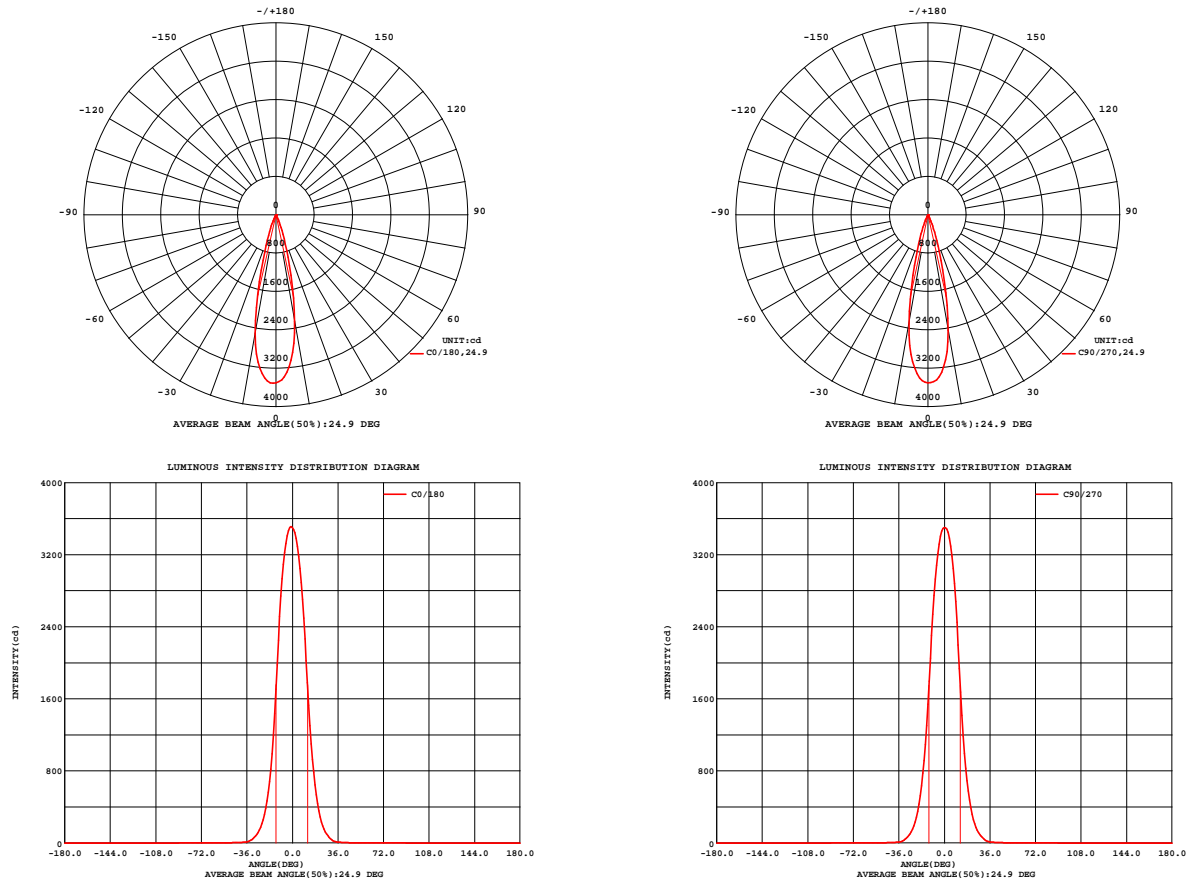 -/+180
-150 150
-120 120
-90 0 90
800
1600
-60 2400 60
UNIT:cd
3200 C0/180,24.9
-30 4000 30
0
AVERAGE BEAM ANGLE(50%):24.9 DEG
-/+180
-150 150
-120 120
-90 0 90
800
1600
-60 2400 60
UNIT:cd
3200 C90/270,24.9
-30 4000 30
0
AVERAGE BEAM ANGLE(50%):24.9 DEG
LUMINOUS INTENSITY DISTRIBUTION DIAGRAM
4000
C0/180
3200
2400
INTENSITY(cd)
1600
800
0
-180.0 -144.0 -108.0 -72.0 -36.0 0.0 36.0 72.0 108.0 144.0 180.0
ANGLE(DEG)
AVERAGE BEAM ANGLE(50%):24.9 DEG
LUMINOUS INTENSITY DISTRIBUTION DIAGRAM
4000
C90/270
3200
2400
INTENSITY(cd)
1600
800
0
-180.0 -144.0 -108.0 -72.0 -36.0 0.0 36.0 72.0 108.0 144.0 180.0
ANGLE(DEG)
AVERAGE BEAM ANGLE(50%):24.9 DEG